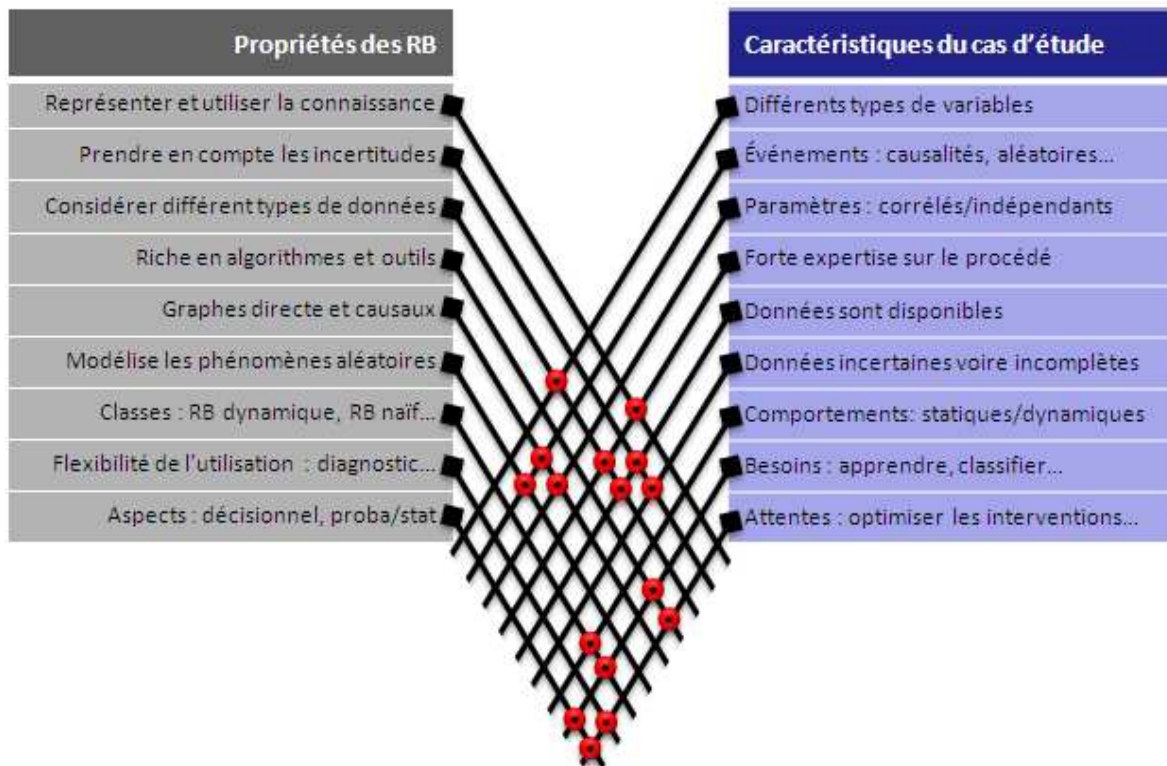 Propriétés des RB
Représenter et utiliser la connaissance
Prendre en compte les incertitudes
Considérer différent types de données
Riche en algorithmes et outils
Graphes directe et causaux
Modélise les phénomènes aléatoires
Classes : RB dynamique, RB naïf...
Flexibilité de l'utilisation : diagnostic...
Aspects : décisionnel, proba/stat
Caractéristiques du cas d'étude
Différents types de variables
Événements : causalités, aléatoires...
Paramètres : corrélés/indépendants
Forte expertise sur le procédé
Données sont disponibles
Données incertaines voire incomplètes
Comportements: statiques/dynamiques
Besoins : apprendre, classifier...
Attentes : optimiser les interventions...